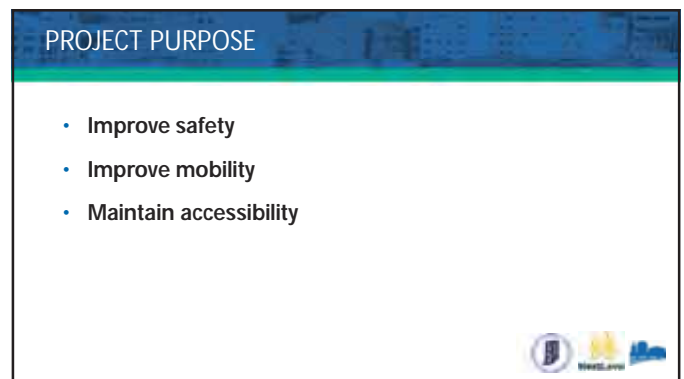 PROJECT PURPOSE
• Improve safety
• Improve mobility
• Maintain accessibility